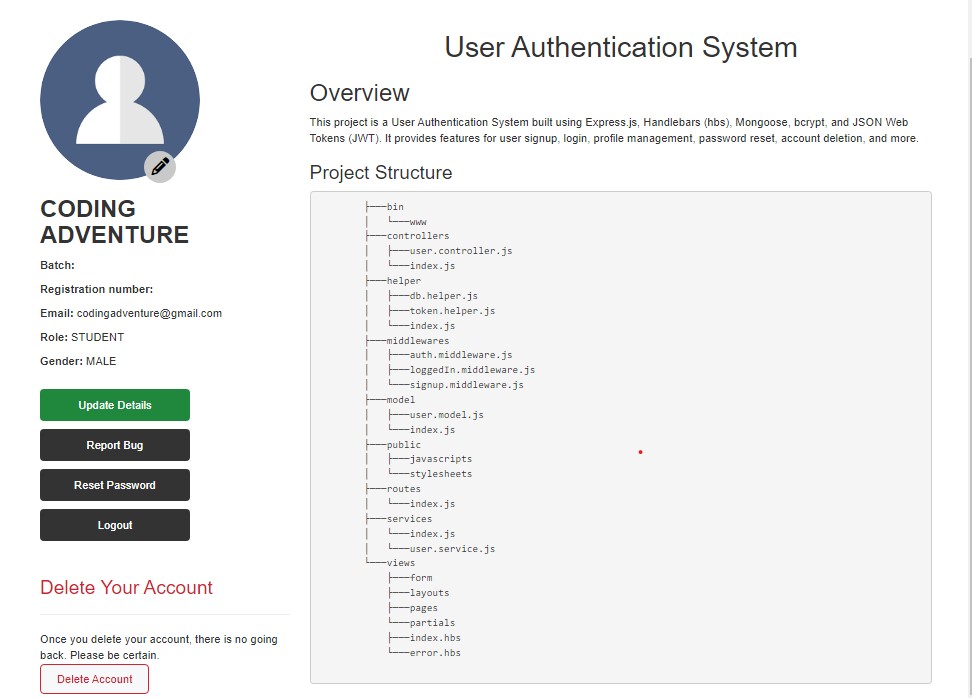 CODING
ADVENTURE
Batch:
Registration number:
Email: codingadventure@gmail.com
Role: STUDENT
Gender: MALE
Update Details
Report Bug
Reset Password
Logout
Delete Your Account
Once you delete your account, there is no going
back. Please be certain.
Delete Account
User Authentication System
Overview
This project is a User Authentication System built using Express.js, Handlebars (hbs), Mongoose, bcrypt, and JSON Web
Tokens (JWT). It provides features for user signup, login, profile management, password reset, account deletion, and more.
Project Structure
├───bin
│   └───www
├───controllers
│   ├───user.controller.js
│   └───index.js
├───helper
│   ├───db.helper.js
│   ├───token.helper.js
│   └───index.js
├───middlewares
│   ├───auth.middleware.js
│   ├───loggedIn.middleware.js
│   └───signup.middleware.js
├───model
│   ├───user.model.js
│   └───index.js
├───public
│   ├───javascripts
│   └───stylesheets
├───routes
│   └───index.js
├───services
│   └───index.js
│   └───user.service.js
└───views
    ├───form
    ├───layouts
    ├───pages
    └───partials
    ├───index.hbs
    └───error.hbs